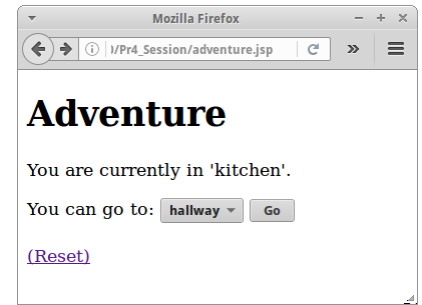 Mozilla Firefox
/Pr4_Session/adventure.jsp
Adventure
You are currently in 'kitchen'.
You can go to: hallway Go
(Reset)